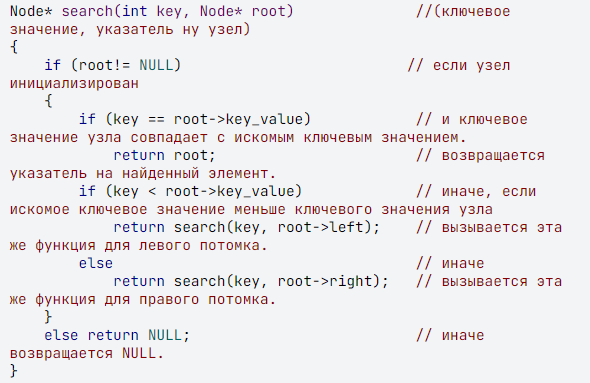 Node* search(int key, Node* root)              //(ключевое
значение, указатель ну узел)
{
    if (root!= NULL)                          // если узел
инициализирован
    {
        if (key == root->key_value)            // и ключевое
значение узла совпадает с искомым ключевым значением.
            return root;                       // возвращается
указатель на найденный элемент.
        if (key < root->key_value)             // иначе, если
искомое ключевое значение меньше ключевого значения узла
            return search(key, root->left);    // вызывается эта
же функция для левого потомка.
        else                                   // иначе
            return search(key, root->right);   // вызывается эта
же функция для правого потомка.
    }
    else return NULL;                          // иначе
возвращается NULL.
}